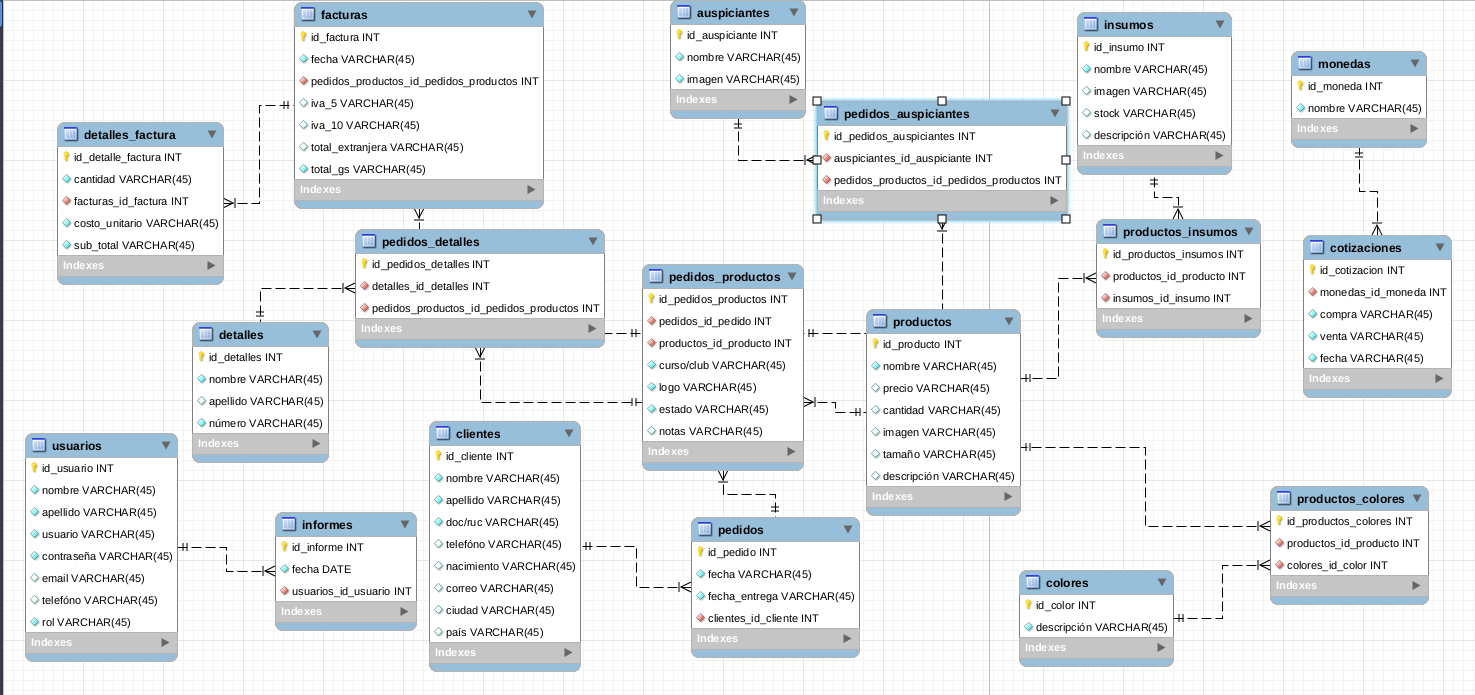 facturas
id_factura INT
fecha VARCHAR(45)
pedidos_productos_id_pedidos_productos INT
iva_5 VARCHAR(45)
iva_10 VARCHAR(45)
total_extranjera VARCHAR(45)
total_gs VARCHAR(45)
Indexes
auspiciantes
id_auspiciante INT
nombre VARCHAR(45)
imagen VARCHAR(45)
Indexes
insumos
id_insumo INT
nombre VARCHAR(45)
imagen VARCHAR(45)
stock VARCHAR(45)
descripción VARCHAR(45)
Indexes
monedas
id_moneda INT
nombre VARCHAR(45)
Indexes
detalles_factura
id_detalle_factura INT
cantidad VARCHAR(45)
facturas_id_factura INT
costo_unitario VARCHAR(45)
sub_total VARCHAR(45)
Indexes
pedidos_auspiciantes
id_pedidos_auspiciantes INT
auspiciantes_id_auspiciante INT
pedidos_productos_id_pedidos_productos INT
Indexes
pedidos_detalles
id_pedidos_detalles INT
detalles_id_detalles INT
pedidos_productos_id_pedidos_productos INT
Indexes
productos_insumos
id_productos_insumos INT
productos_id_producto INT
insumos_id_insumo INT
Indexes
cotizaciones
id_cotizacion INT
monedas_id_moneda INT
compra VARCHAR(45)
venta VARCHAR(45)
fecha VARCHAR(45)
Indexes
pedidos_productos
id_pedidos_productos INT
pedidos_id_pedido INT
productos_id_producto INT
curso/club VARCHAR(45)
logo VARCHAR(45)
estado VARCHAR(45)
notas VARCHAR(45)
Indexes
productos
id_producto INT
nombre VARCHAR(45)
precio VARCHAR(45)
cantidad VARCHAR(45)
imagen VARCHAR(45)
tamaño VARCHAR(45)
descripción VARCHAR(45)
Indexes
detalles
id_detalles INT
nombre VARCHAR(45)
apellido VARCHAR(45)
número VARCHAR(45)
Indexes
usuarios
id_usuario INT
nombre VARCHAR(45)
apellido VARCHAR(45)
usuario VARCHAR(45)
contraseña VARCHAR(45)
email VARCHAR(45)
telefóno VARCHAR(45)
rol VARCHAR(45)
Indexes
informes
id_informe INT
fecha DATE
usuarios_id_usuario INT
Indexes
clientes
id_cliente INT
nombre VARCHAR(45)
apellido VARCHAR(45)
doc/ruc VARCHAR(45)
telefóno VARCHAR(45)
nacimiento VARCHAR(45)
correo VARCHAR(45)
ciudad VARCHAR(45)
país VARCHAR(45)
Indexes
pedidos
id_pedido INT
fecha VARCHAR(45)
fecha_entrega VARCHAR(45)
clientes_id_cliente INT
Indexes
colores
id_color INT
descripción VARCHAR(45)
Indexes
productos_colores
id_productos_colores INT
productos_id_producto INT
colores_id_color INT
Indexes